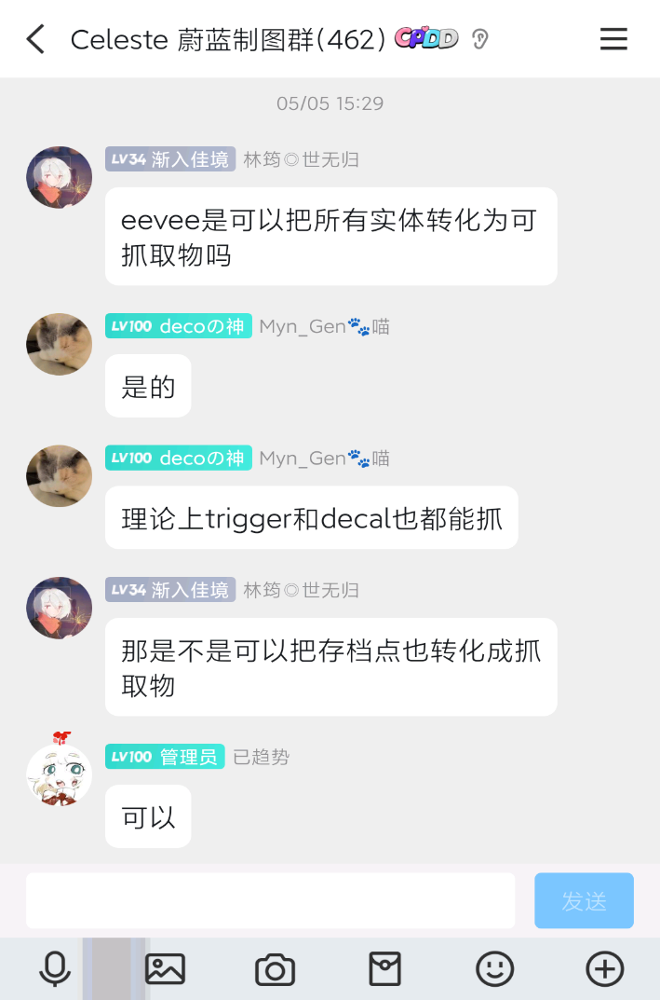 Celeste 蔚蓝制图群(462) CPDD
05/05 15:29
LV34 渐入佳境 林筠◎世无归
eevee是可以把所有实体转化为可
抓取物吗
LV100 decoの神 Myn_Gen🐾喵
是的
LV100 decoの神 Myn_Gen🐾喵
理论上trigger和decal也都能抓
LV34 渐入佳境 林筠◎世无归
那是不是可以把存档点也转化成抓
取物
LV100 管理员 已趋势
可以
发送